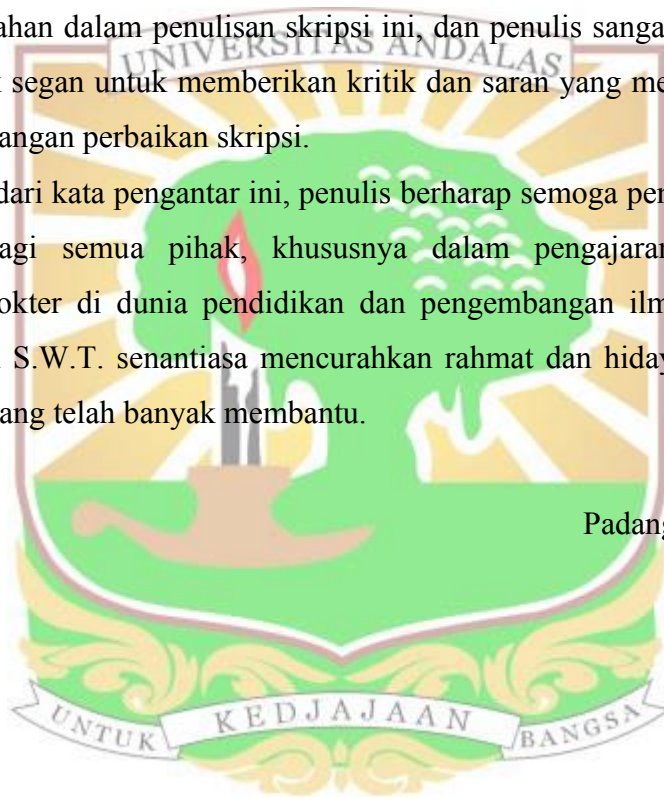 ahan dalam penulisan skripsi ini, dan penulis sanga
UNIVERSITAS ANDALAS
segan untuk memberikan kritik dan saran yang me
angan perbaikan skripsi.
dari kata pengantar ini, penulis berharap semoga per
agi semua pihak, khususnya dalam pengajaran
okter di dunia pendidikan dan pengembangan ilm
S.W.T. senantiasa mencurahkan rahmat dan hiday
ang telah banyak membantu.
Padang
UNTUK KEDJAJAAN BANGSA